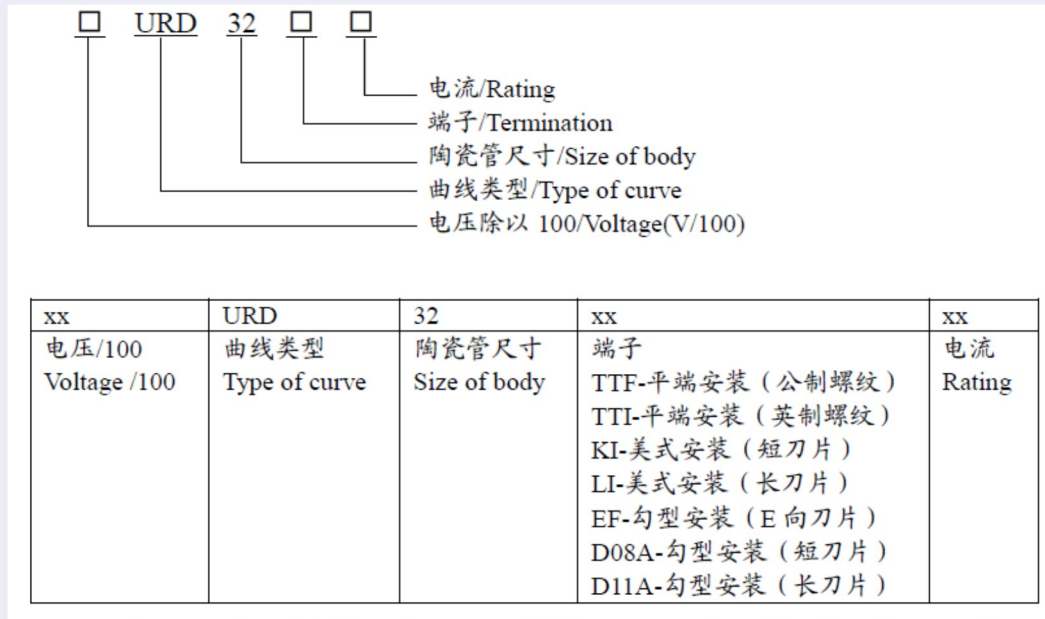 □ URD 32 □ □
电流/Rating
端子/Termination
陶瓷管尺寸/Size of body
曲线类型/Type of curve
电压除以 100/Voltage(V/100)
xx URD 32 xx xx
电压/100 曲线类型 陶瓷管尺寸 端子 电流
Voltage /100 Type of curve Size of body TTF-平端安装（公制螺纹） Rating
TTI-平端安装（英制螺纹）
KI-美式安装（短刀片）
LI-美式安装（长刀片）
EF-勾型安装（E 向刀片）
D08A-勾型安装（短刀片）
D11A-勾型安装（长刀片）